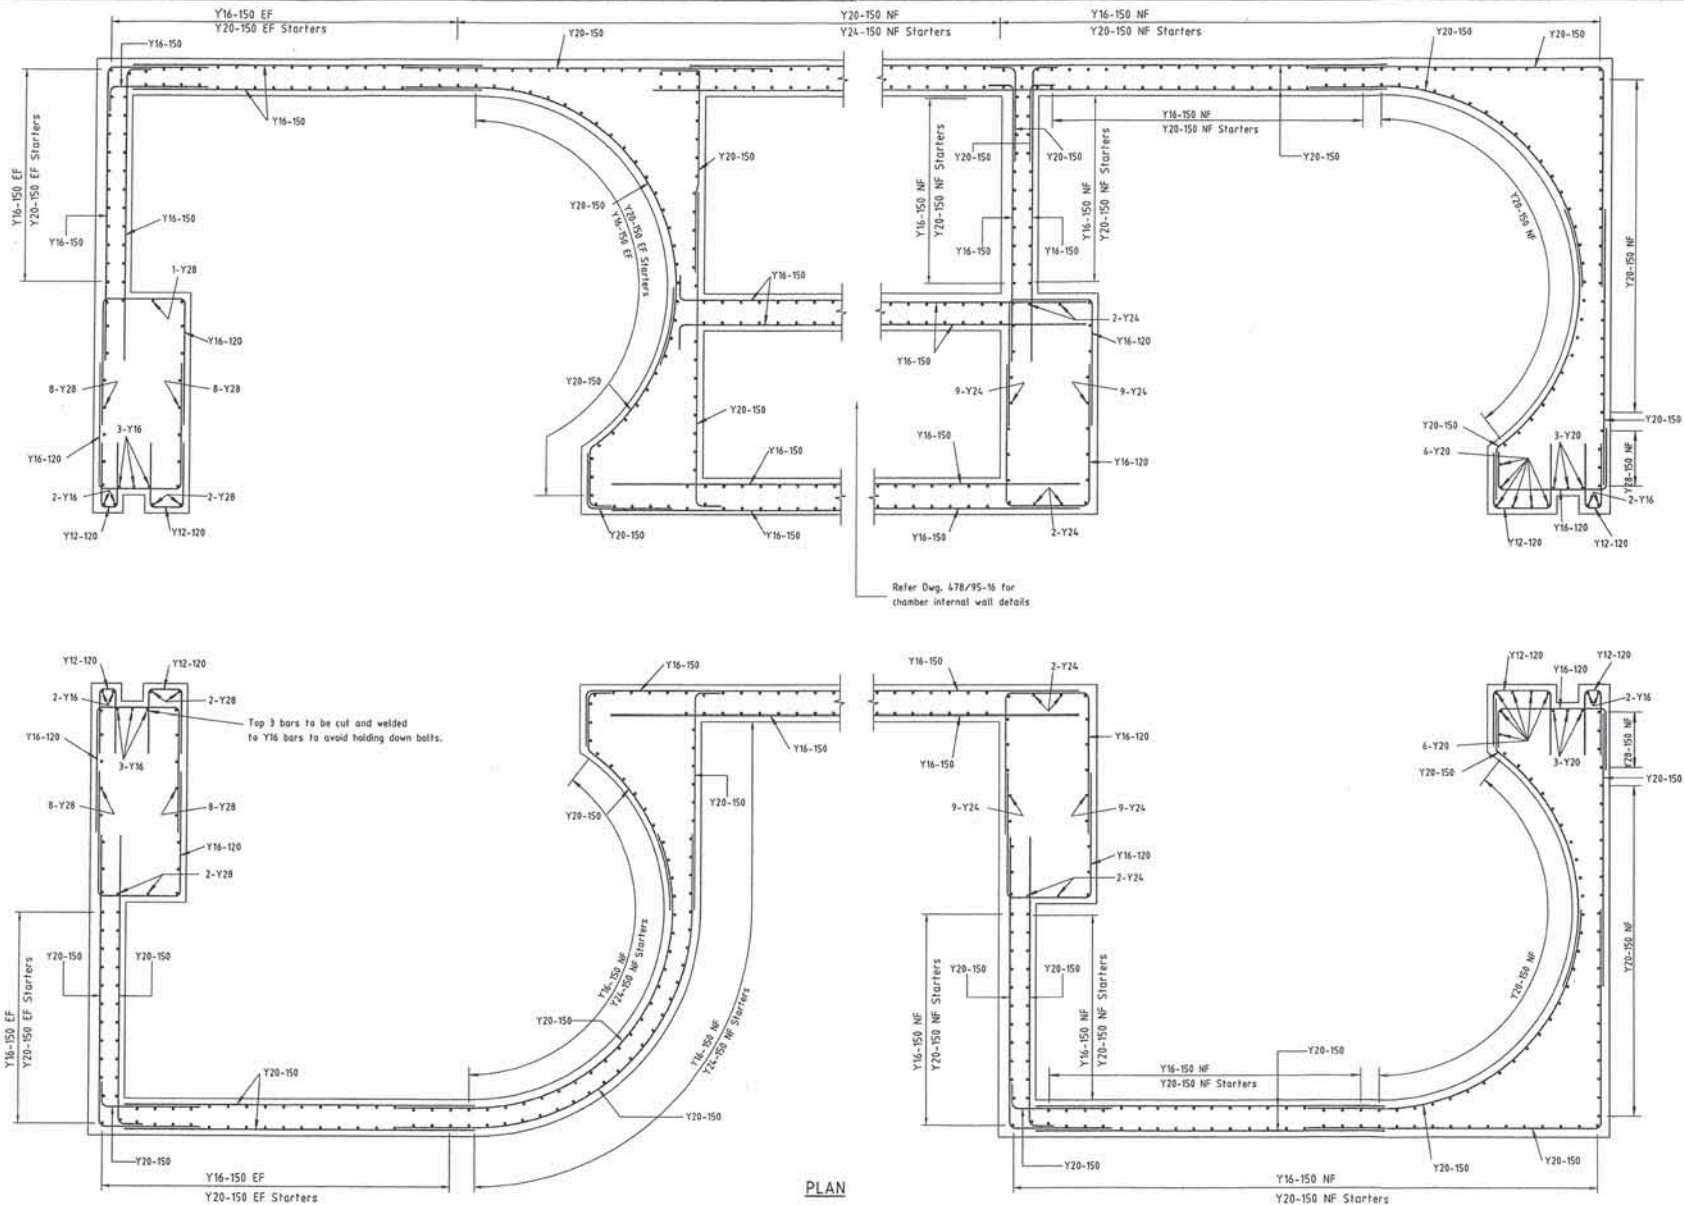 Y16-150 EF
Y20-150 EF Starters
Y20-150 NF
Y24-150 NF Starters
Y16-150 NF
Y20-150 NF Starters
Y16-150
Y20-150
Y20-150
Y20-150
Y16-150
Y16-150 EF
Y20-150 EF Starters
Y16-150
Y16-150
1-Y28
Y16-120
8-Y28
8-Y28
3-Y16
Y16-120
2-Y16
2-Y28
Y12-120
Y12-120
Y20-150
Y20-150
Y20-150 EF Starters
Y16-150 EF
Y20-150
Y20-150
Y16-150
Y16-150
Y20-150
Y16-150
Y16-150 NF
Y20-150 NF Starters
Y20-150
Y20-150
Y16-150
Y16-150
Y16-150 NF
Y20-150 NF Starters
Y16-150 NF
Y20-150 NF Starters
Y20-150
2-Y24
Y16-120
Y16-150
9-Y24
9-Y24
Y16-150
Y16-120
Y16-150
2-Y24
Y20-150 NF
Y20-150 NF
Y20-150
Y20-150
3-Y20
6-Y20
Y28-150 NF
2-Y16
Y16-120
Y12-120
Y12-120
Refer Dwg. 478/95-16 for
chamber internal wall details
Y12-120
Y12-120
2-Y16
2-Y28
Top 3 bars to be cut and welded
to Y16 bars to avoid holding down bolts.
Y16-120
3-Y16
8-Y28
8-Y28
Y16-120
2-Y28
Y20-150
Y20-150
Y16-150 EF
Y20-150 EF Starters
Y20-150
Y20-150
Y16-150 EF
Y20-150 EF Starters
Y16-150
Y16-150
Y20-150
Y20-150
Y16-150 NF
Y24-150 NF Starters
Y20-150
Y16-150 NF
Y24-150 NF Starters
Y20-150
Y16-150
2-Y24
Y16-150
Y16-120
9-Y24
9-Y24
Y16-120
2-Y24
Y20-150
Y20-150
Y16-150 NF
Y20-150 NF Starters
Y16-150 NF
Y20-150 NF Starters
Y16-150 NF
Y20-150 NF Starters
Y20-150
Y20-150
Y20-150
Y20-150
Y16-150 NF
Y20-150 NF Starters
Y12-120
Y16-120
Y12-120
2-Y16
6-Y20
3-Y20
Y28-150 NF
Y20-150
Y20-150
Y20-150 NF
Y20-150 NF
PLAN